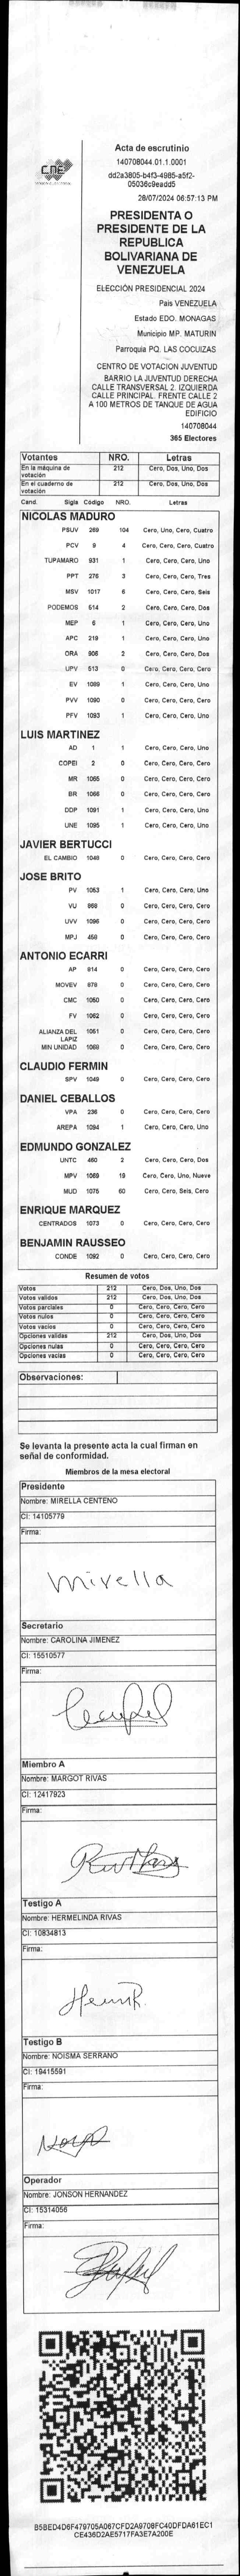 Acta de escrutinio
140708044.01.1.0001
dd2a3805-b4f3-4985-a5f2-
05036c9eadd5
28/07/2024 06:57:13 PM
CNE
PRESIDENTA O
PRESIDENTE DE LA
REPUBLICA
BOLIVARIANA DE
VENEZUELA
ELECCIÓN PRESIDENCIAL 2024
Pais VENEZUELA
Estado EDO. MONAGAS
Municipio MP. MATURIN
Parroquia PQ. LAS COCUIZAS
CENTRO DE VOTACION JUVENTUD
BARRIO LA JUVENTUD DERECHA
CALLE TRANSVERSAL 2. IZQUIERDA
CALLE PRINCIPAL. FRENTE CALLE 2
A 100 METROS DE TANQUE DE AGUA
EDIFICIO
140708044
365 Electores
Votantes NRO. Letras
En la máquina de votación 212 Cero, Dos, Uno, Dos
En el cuaderno de votación 212 Cero, Dos, Uno, Dos
Cand. Sigla Código NRO. Letras
NICOLAS MADURO
PSUV 269 104 Cero, Uno, Cero, Cuatro
PCV 9 4 Cero, Cero, Cero, Cuatro
TUPAMARO 931 1 Cero, Cero, Cero, Uno
PPT 276 3 Cero, Cero, Cero, Tres
MSV 1017 6 Cero, Cero, Cero, Seis
PODEMOS 514 2 Cero, Cero, Cero, Dos
MEP 6 1 Cero, Cero, Cero, Uno
APC 219 1 Cero, Cero, Cero, Uno
ORA 906 2 Cero, Cero, Cero, Dos
UPV 513 0 Cero, Cero, Cero, Cero
EV 1089 1 Cero, Cero, Cero, Uno
PVV 1090 0 Cero, Cero, Cero, Cero
PFV 1093 1 Cero, Cero, Cero, Uno
LUIS MARTINEZ
AD 1 1 Cero, Cero, Cero, Uno
COPEI 2 0 Cero, Cero, Cero, Cero
MR 1065 0 Cero, Cero, Cero, Cero
BR 1066 0 Cero, Cero, Cero, Cero
DDP 1091 1 Cero, Cero, Cero, Uno
UNE 1095 1 Cero, Cero, Cero, Uno
JAVIER BERTUCCI
EL CAMBIO 1048 0 Cero, Cero, Cero, Cero
JOSE BRITO
PV 1053 1 Cero, Cero, Cero, Uno
VU 868 0 Cero, Cero, Cero, Cero
UVV 1096 0 Cero, Cero, Cero, Cero
MPJ 458 0 Cero, Cero, Cero, Cero
ANTONIO ECARRI
AP 814 0 Cero, Cero, Cero, Cero
MOVEV 879 0 Cero, Cero, Cero, Cero
CMC 1050 0 Cero, Cero, Cero, Cero
FV 1062 0 Cero, Cero, Cero, Cero
ALIANZA DEL LAPIZ 1051 0 Cero, Cero, Cero, Cero
MIN UNIDAD 1068 0 Cero, Cero, Cero, Cero
CLAUDIO FERMIN
SPV 1049 0 Cero, Cero, Cero, Cero
DANIEL CEBALLOS
VPA 236 0 Cero, Cero, Cero, Cero
AREPA 1094 1 Cero, Cero, Cero, Uno
EDMUNDO GONZALEZ
UNTC 460 2 Cero, Cero, Cero, Dos
MPV 1069 19 Cero, Cero, Uno, Nueve
MUD 1075 60 Cero, Cero, Seis, Cero
ENRIQUE MARQUEZ
CENTRADOS 1073 0 Cero, Cero, Cero, Cero
BENJAMIN RAUSSEO
CONDE 1092 0 Cero, Cero, Cero, Cero
Resumen de votos
Votos 212 Cero, Dos, Uno, Dos
Votos validos 212 Cero, Dos, Uno, Dos
Votos parciales 0 Cero, Cero, Cero, Cero
Votos nulos 0 Cero, Cero, Cero, Cero
Votos vacios 0 Cero, Cero, Cero, Cero
Opciones validas 212 Cero, Dos, Uno, Dos
Opciones nulas 0 Cero, Cero, Cero, Cero
Opciones vacias 0 Cero, Cero, Cero, Cero
Observaciones:
Se levanta la presente acta la cual firman en
señal de conformidad.
Miembros de la mesa electoral
Presidente
Nombre: MIRELLA CENTENO
CI: 14105779
Firma:
Mirella
Secretario
Nombre: CAROLINA JIMENEZ
CI: 15510577
Firma:
Miembro A
Nombre: MARGOT RIVAS
CI: 12417923
Firma:
Testigo A
Nombre: HERMELINDA RIVAS
CI: 10834813
Firma:
Testigo B
Nombre: NOISMA SERRANO
CI: 19415591
Firma:
Operador
Nombre: JONSON HERNANDEZ
CI: 15314056
Firma:
B5BED4D6F479705A067CFD2A9708FC40DFDA61EC1
CE436D2AE5717FA3E7A200E